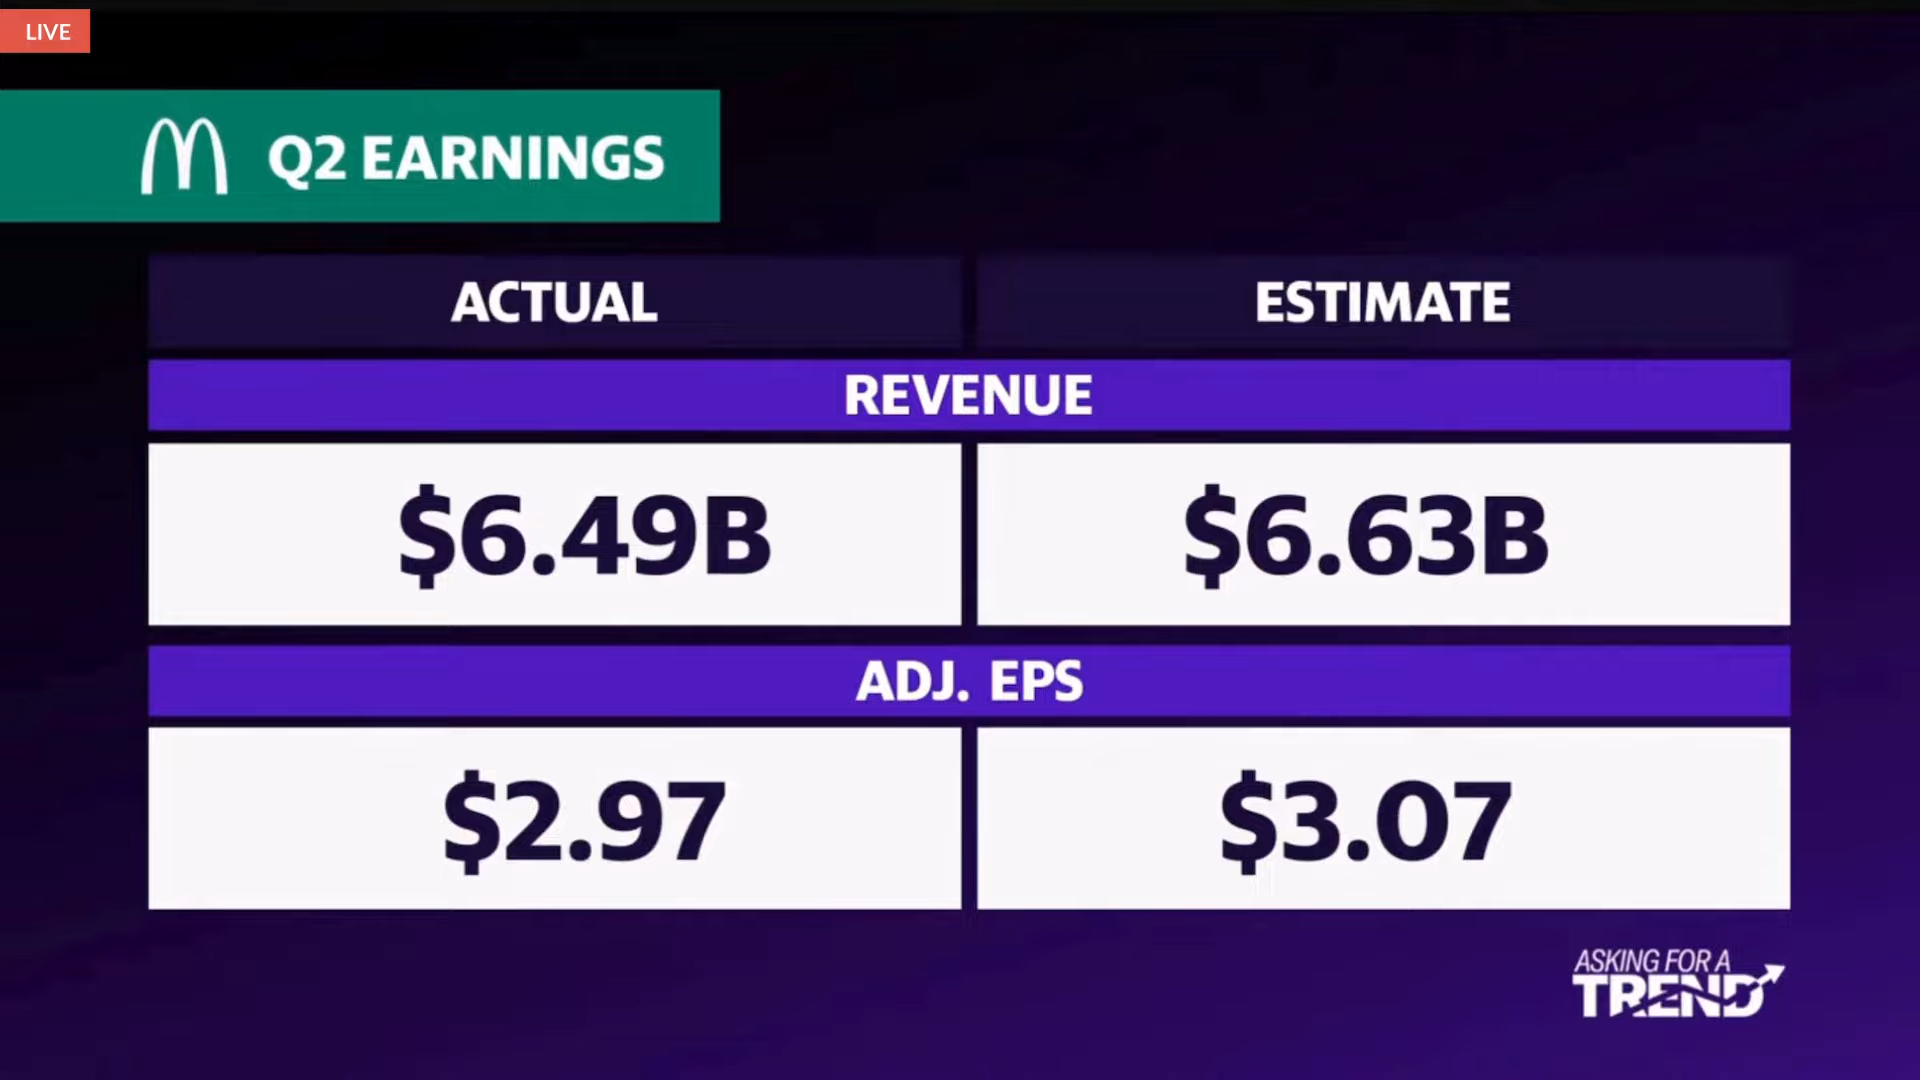 LIVE
Q2 EARNINGS
ACTUAL ESTIMATE
REVENUE
$6.49B $6.63B
ADJ. EPS
$2.97 $3.07
ASKING FOR A
TREND